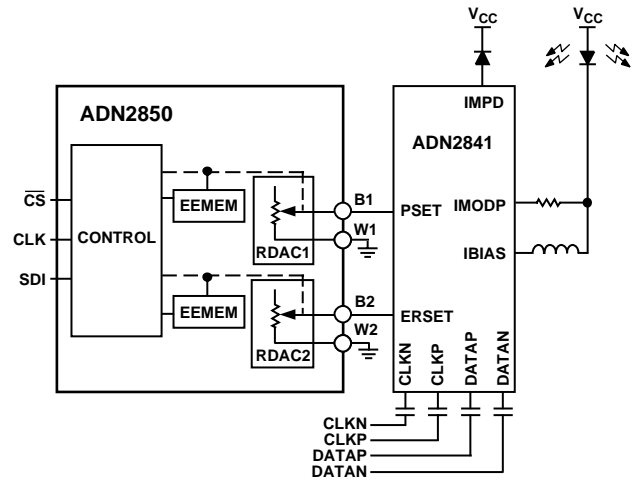 VCC
VCC
IMPD
ADN2850
ADN2841
CS
CLK
SDI
CONTROL
EEMEM
RDAC1
B1
W1
PSET
IMODP
IBIAS
EEMEM
RDAC2
B2
W2
ERSET
CLKN
CLKP
DATAP
DATAN
CLKN
CLKP
DATAP
DATAN